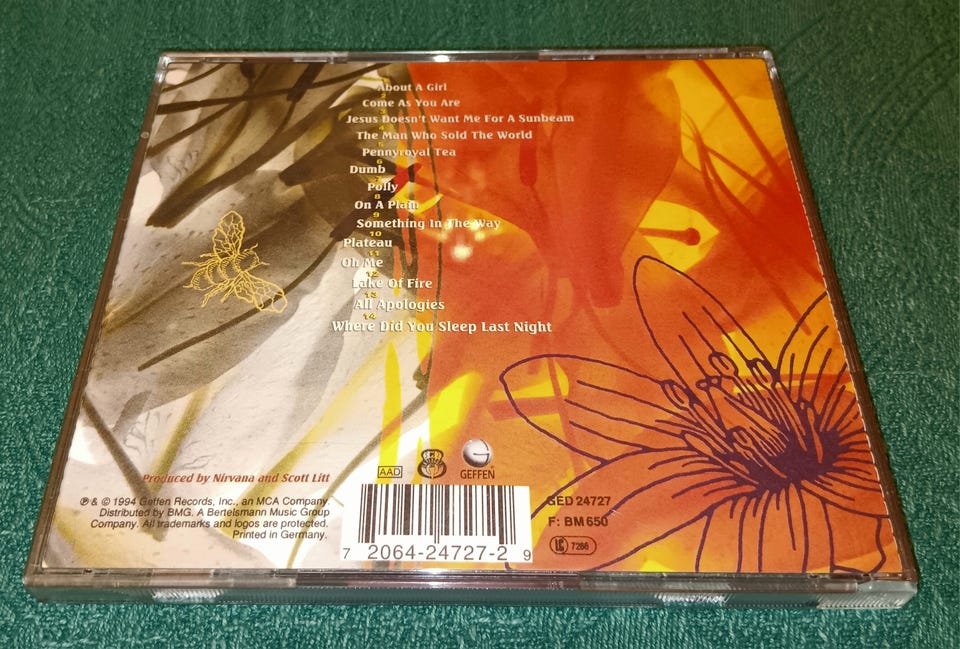 About A Girl
2
Come As You Are
3
Jesus Doesn't Want Me For A Sunbeam
4
The Man Who Sold The World
5
Pennyroyal Tea
6
Dumb
7
Polly
8
On A Plain
9
Something In The Way
10
Plateau
11
Oh Me
12
Lake Of Fire
13
All Apologies
14
Where Did You Sleep Last Night
Produced by Nirvana and Scott Litt
℗ & © 1994 Geffen Records, Inc., an MCA Company.
Distributed by BMG. A Bertelsmann Music Group
Company. All trademarks and logos are protected.
Printed in Germany.
AAD
GEFFEN
7 2064-24727-2 9
GED 24727
F: BM 650
LC 7266